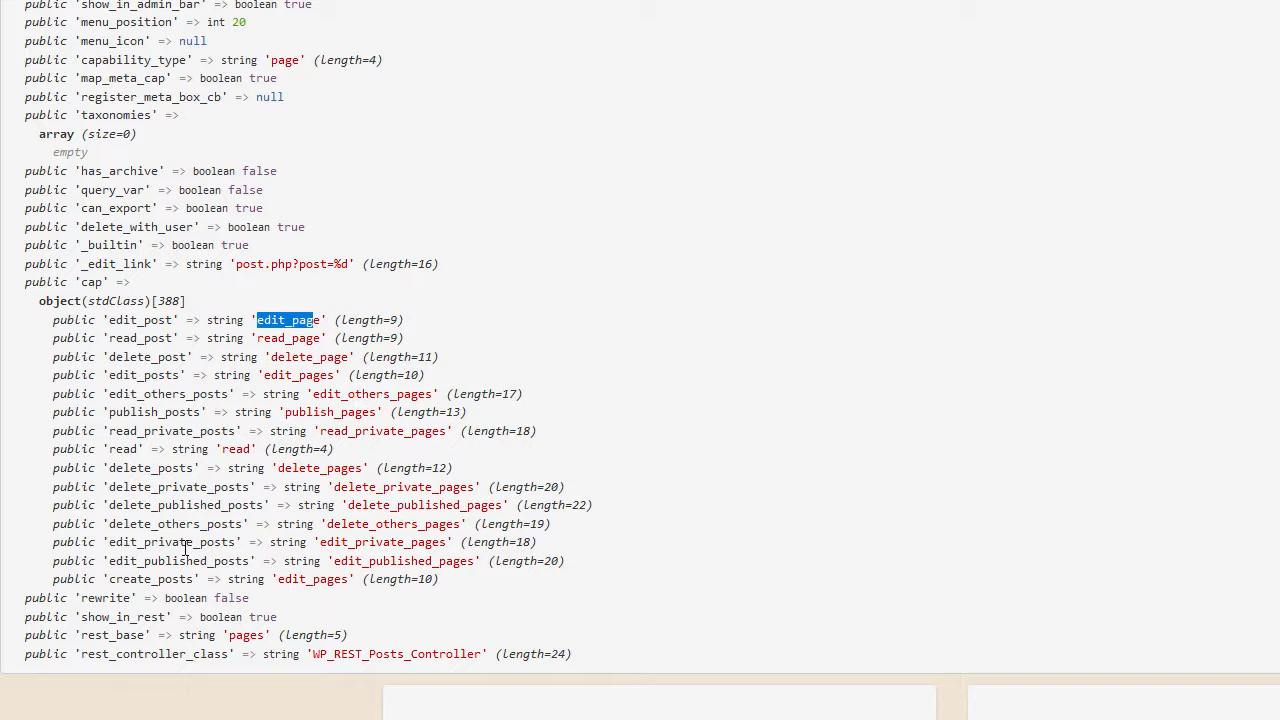 public 'show_in_admin_bar' => boolean true
public 'menu_position' => int 20
public 'menu_icon' => null
public 'capability_type' => string 'page' (length=4)
public 'map_meta_cap' => boolean true
public 'register_meta_box_cb' => null
public 'taxonomies' =>
array (size=0)
empty
public 'has_archive' => boolean false
public 'query_var' => boolean false
public 'can_export' => boolean true
public 'delete_with_user' => boolean true
public '_builtin' => boolean true
public '_edit_link' => string 'post.php?post=%d' (length=16)
public 'cap' =>
object(stdClass)[388]
public 'edit_post' => string 'edit_page' (length=9)
public 'read_post' => string 'read_page' (length=9)
public 'delete_post' => string 'delete_page' (length=11)
public 'edit_posts' => string 'edit_pages' (length=10)
public 'edit_others_posts' => string 'edit_others_pages' (length=17)
public 'publish_posts' => string 'publish_pages' (length=13)
public 'read_private_posts' => string 'read_private_pages' (length=18)
public 'read' => string 'read' (length=4)
public 'delete_posts' => string 'delete_pages' (length=12)
public 'delete_private_posts' => string 'delete_private_pages' (length=20)
public 'delete_published_posts' => string 'delete_published_pages' (length=22)
public 'delete_others_posts' => string 'delete_others_pages' (length=19)
public 'edit_private_posts' => string 'edit_private_pages' (length=18)
public 'edit_published_posts' => string 'edit_published_pages' (length=20)
public 'create_posts' => string 'edit_pages' (length=10)
public 'rewrite' => boolean false
public 'show_in_rest' => boolean true
public 'rest_base' => string 'pages' (length=5)
public 'rest_controller_class' => string 'WP_REST_Posts_Controller' (length=24)